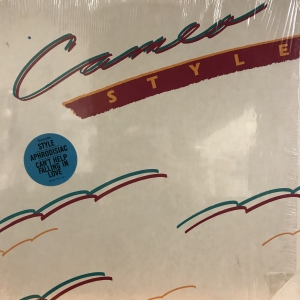 Cameo
STYLE
STYLE
APHRODISIAC
CAN'T HELP
FALLING IN
LOVE